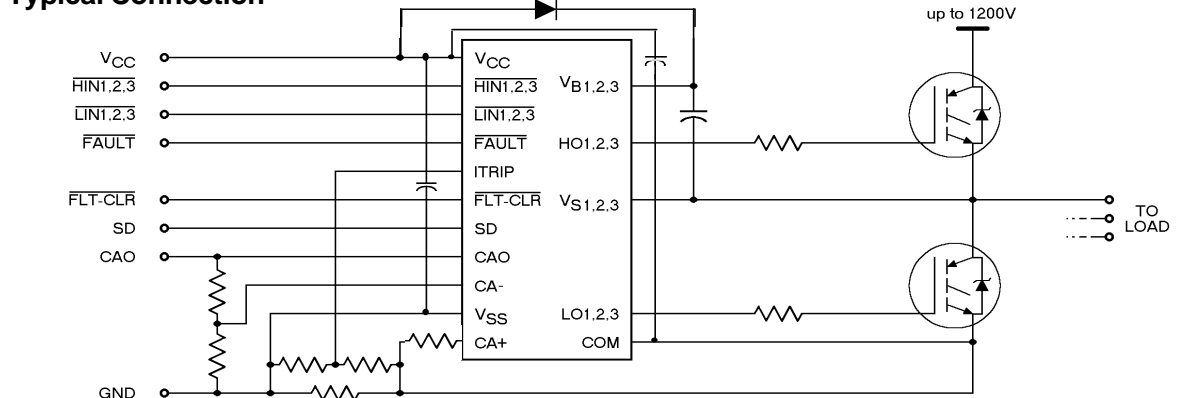 Typical Connection
up to 1200V
VCC
HIN1,2,3
LIN1,2,3
FAULT
FLT-CLR
SD
CAO
GND
VCC
HIN1,2,3
LIN1,2,3
FAULT
ITRIP
FLT-CLR
SD
CAO
CA-
VSS
CA+
VB1,2,3
HO1,2,3
VS1,2,3
LO1,2,3
COM
TO
LOAD